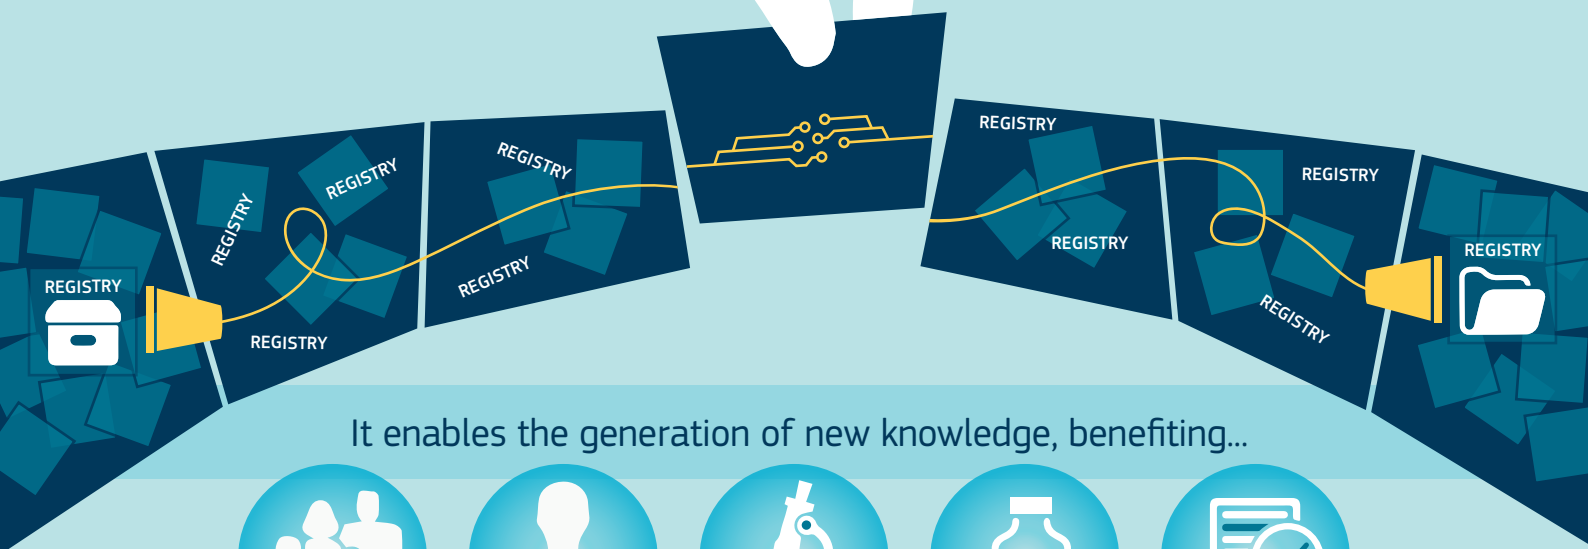 REGISTRY
REGISTRY
REGISTRY
REGISTRY
REGISTRY
REGISTRY
REGISTRY
REGISTRY
REGISTRY
REGISTRY
REGISTRY
It enables the generation of new knowledge, benefiting...